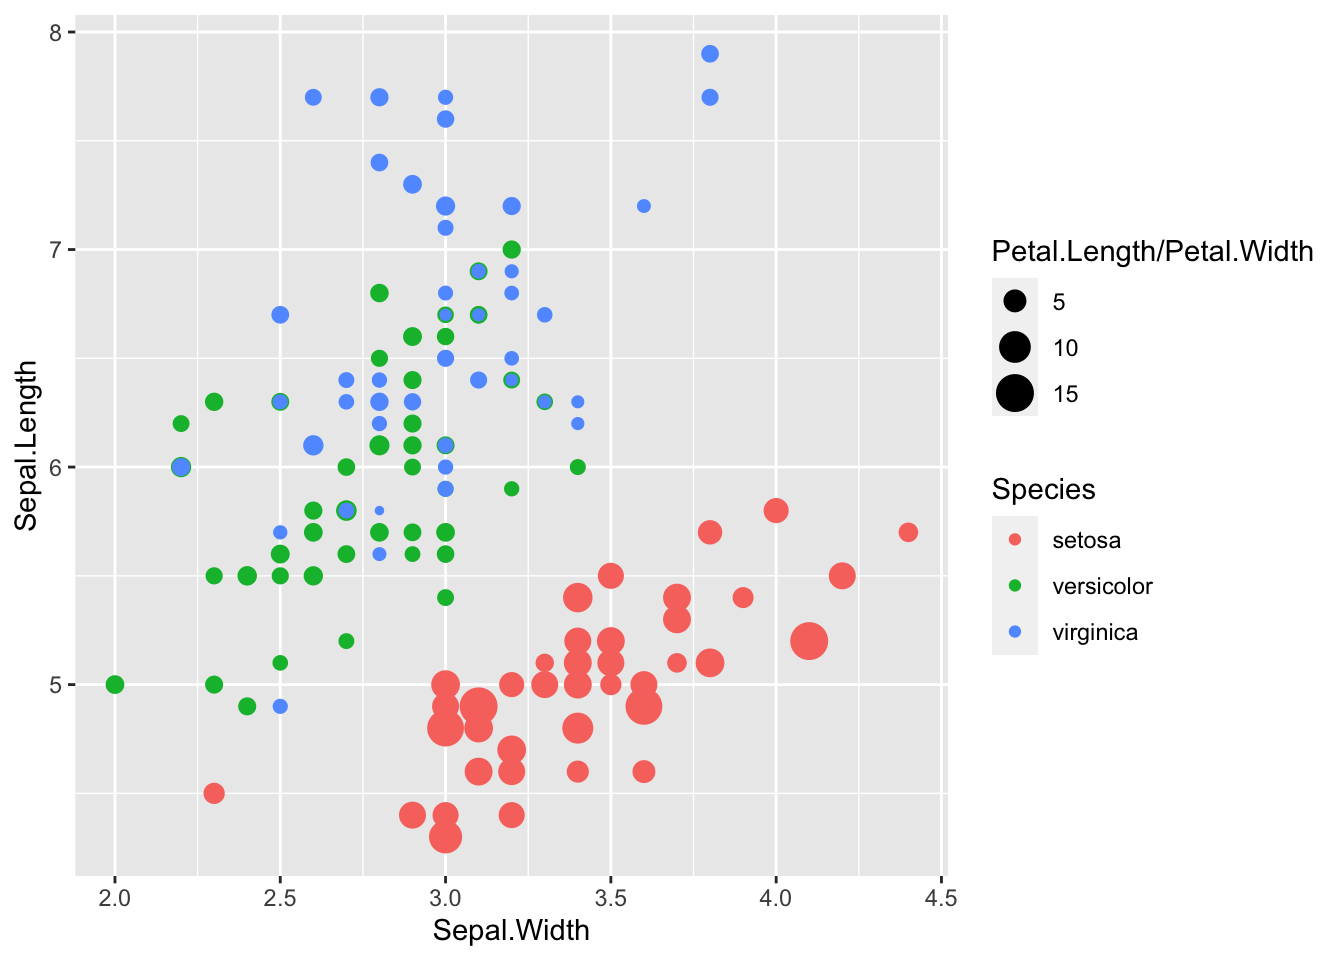 8
7
6
5
2.0 2.5 3.0 3.5 4.0 4.5
Sepal.Width
Sepal.Length
Petal.Length/Petal.Width
5
10
15
Species
setosa
versicolor
virginica